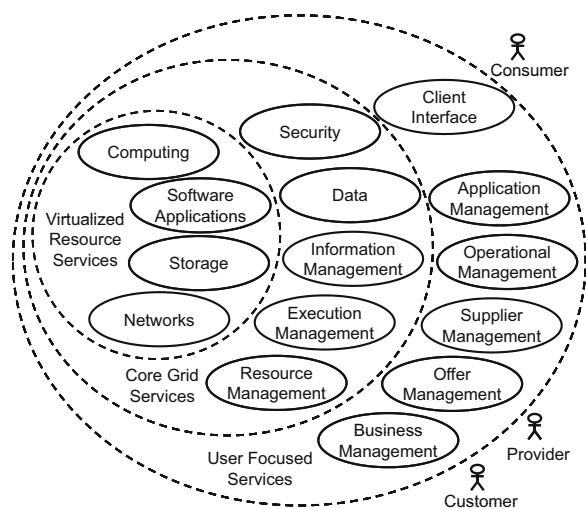 Consumer
Client
Interface
Security
Computing
Software
Applications
Data
Application
Management
Virtualized
Resource
Services
Storage
Information
Management
Operational
Management
Networks
Execution
Management
Supplier
Management
Core Grid
Services
Resource
Management
Offer
Management
Business
Management
User Focused
Services
Provider
Customer